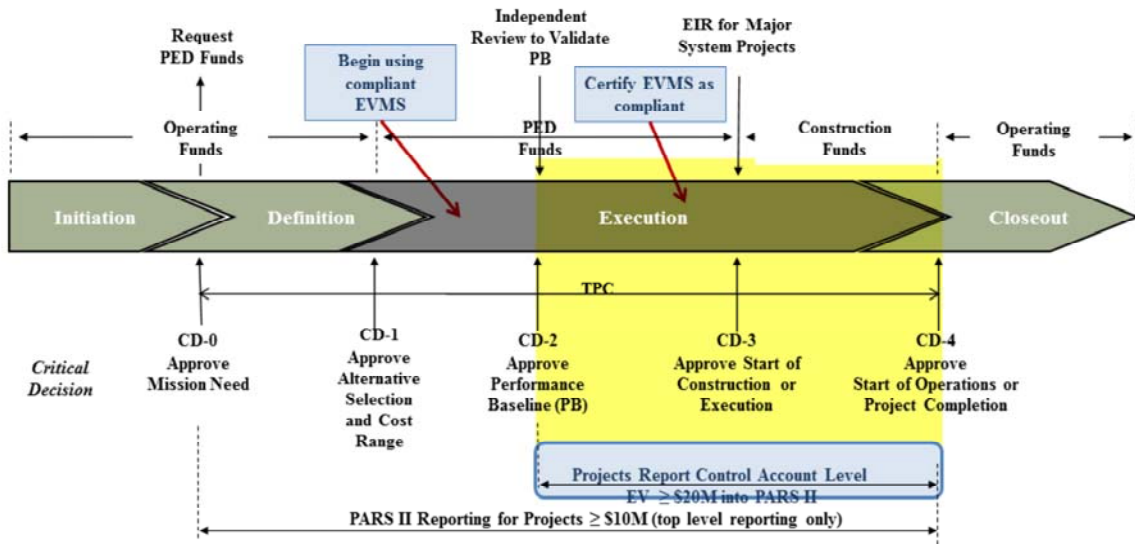 Request
PED Funds
Begin using
compliant
EVMS
Independent
Review to Validate
PB
Certify EVMS as
compliant
EIR for Major
System Projects
Operating
Funds
PED
Funds
Construction
Funds
Operating
Funds
Initiation
Definition
Execution
Closeout
TPC
Critical
Decision
CD-0
Approve
Mission Need
CD-1
Approve
Alternative
Selection
and Cost
Range
CD-2
Approve
Performance
Baseline (PB)
CD-3
Approve Start of
Construction or
Execution
CD-4
Approve
Start of Operations or
Project Completion
Projects Report Control Account Level
EV ≥ $20M into PARS II
PARS II Reporting for Projects ≥ $10M (top level reporting only)